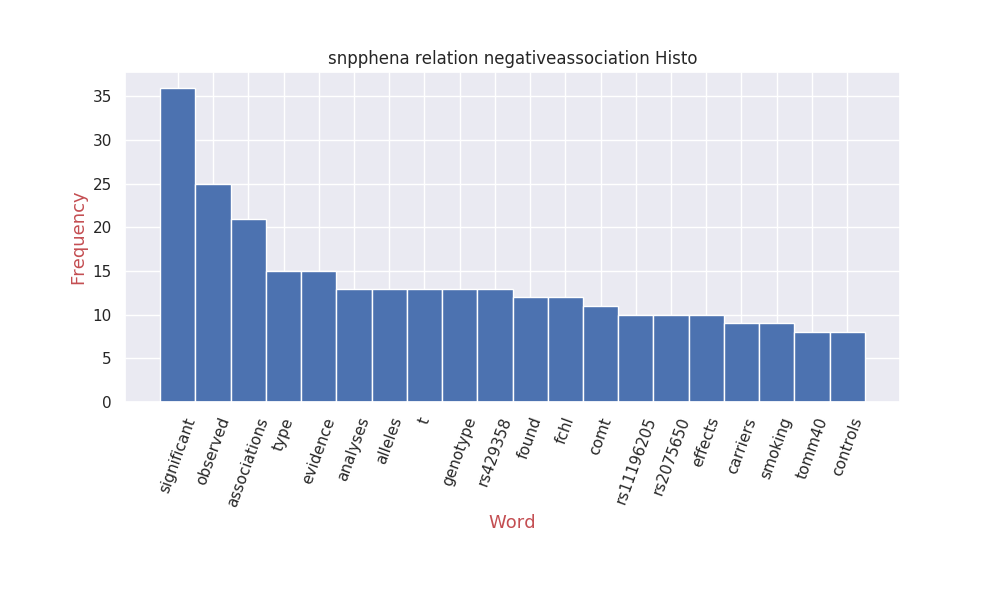 snpphena relation negativeassociation Histo
Frequency
35
30
25
20
15
10
5
0
significant
observed
associations
type
evidence
analyses
alleles
t
genotype
rs429358
found
fchl
comt
rs11196205
rs2075650
effects
carriers
smoking
tomm40
controls
Word